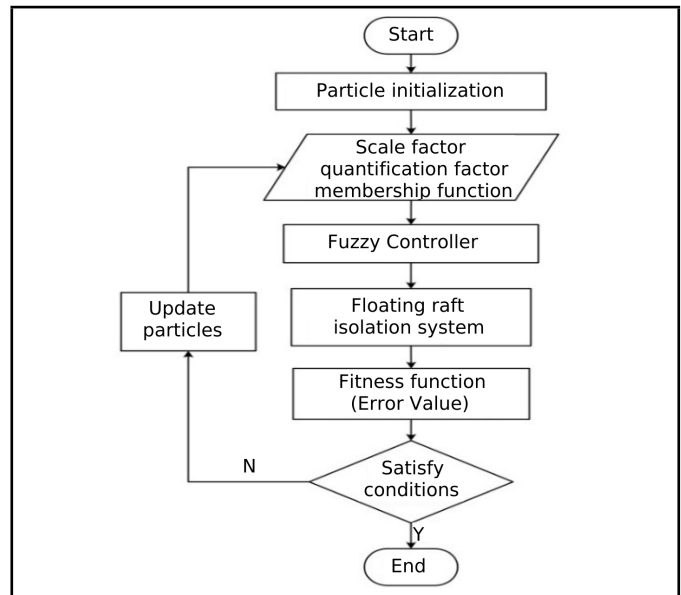 Start
Particle initialization
Scale factor
quantification factor
membership function
Fuzzy Controller
Update
particles
Floating raft
isolation system
Fitness function
(Error Value)
N
Satisfy
conditions
Y
End